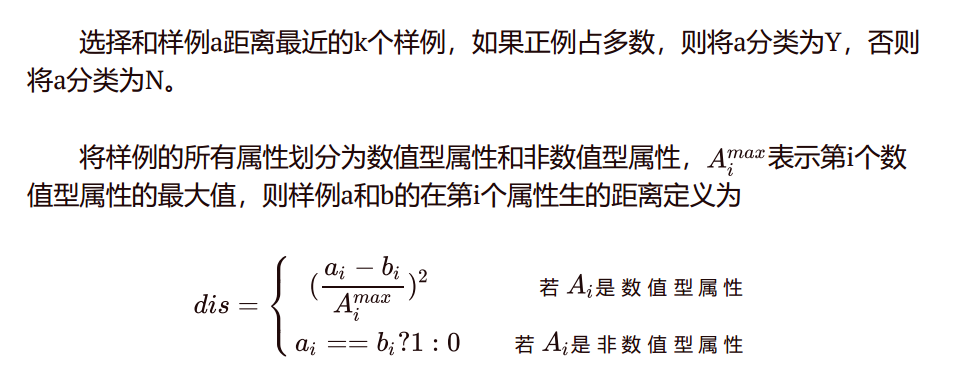 选择和样例a距离最近的k个样例，如果正例占多数，则将a分类为Y，否则
将a分类为N。
将样例的所有属性划分为数值型属性和非数值型属性，$A_i^{max}$表示第i个数
值型属性的最大值，则样例a和b的在第i个属性生的距离定义为
$dis = \begin{cases} (\frac{a_i - b_i}{A_i^{max}})^2 & 若 A_i 是数值型属性 \\ a_i == b_i ? 1 : 0 & 若 A_i 是非数值型属性 \end{cases}$